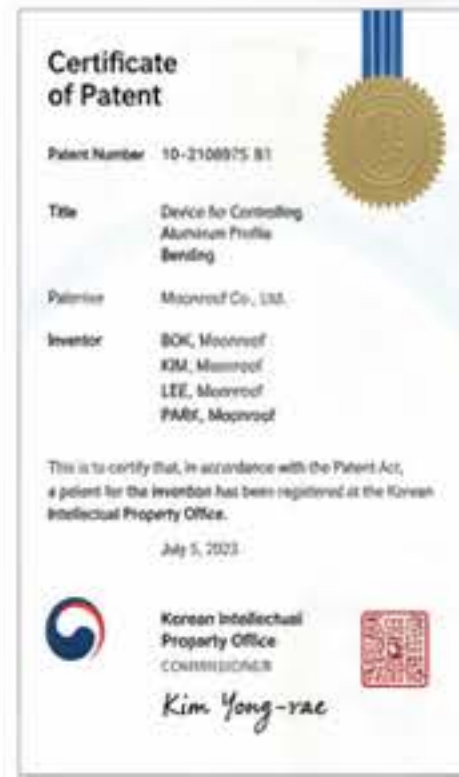 Certificate
of Patent
Patent Number 10-2108975 B1
Title Device for Controlling
Aluminum Profile
Bending
Patentee Moonroof Co., Ltd.
Inventor BOK, Moonroof
KIM, Moonroof
LEE, Moonroof
PARK, Moonroof
This is to certify that, in accordance with the Patent Act,
a patent for the invention has been registered at the Korean
Intellectual Property Office.
July 5, 2023
Korean Intellectual
Property Office
COMMISSIONER
Kim Yong-rae